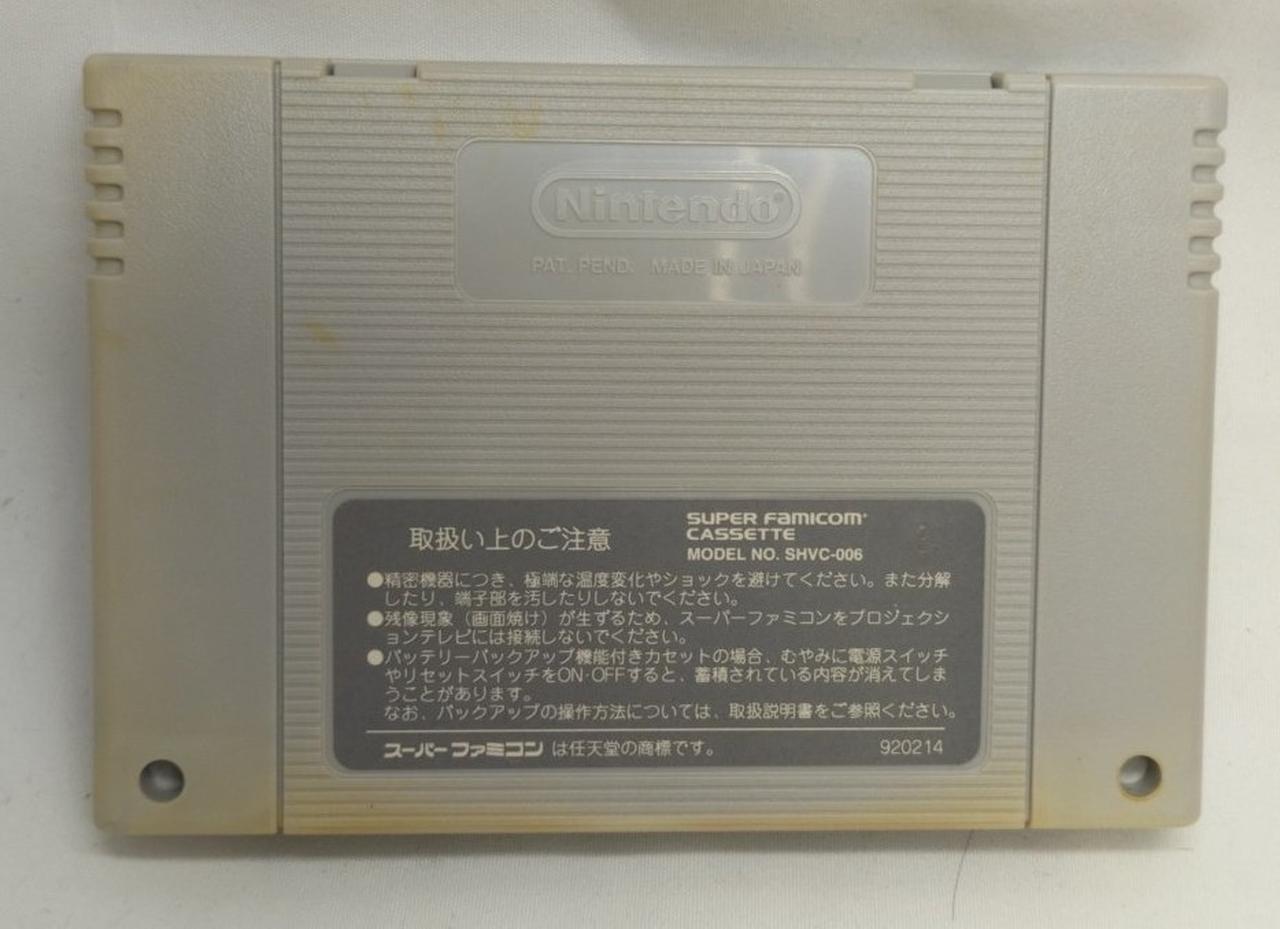 Nintendo®
PAT. PEND. MADE IN JAPAN
取扱い上のご注意
SUPER FAMICOM
CASSETTE
MODEL NO. SHVC-006
●精密機器につき、極端な温度変化やショックを避けてください。また分解
したり、端子部を汚したりしないでください。
●残像現象（画面焼け）が生ずるため、スーパーファミコンをプロジェクシ
ョンテレビには接続しないでください。
●バッテリーバックアップ機能付きカセットの場合、むやみに電源スイッチ
やリセットスイッチをON·OFFすると、蓄積されている内容が消えてしま
うことがあります。
なお、バックアップの操作方法については、取扱説明書をご参照ください。
スーパーファミコンは任天堂の商標です。 920214